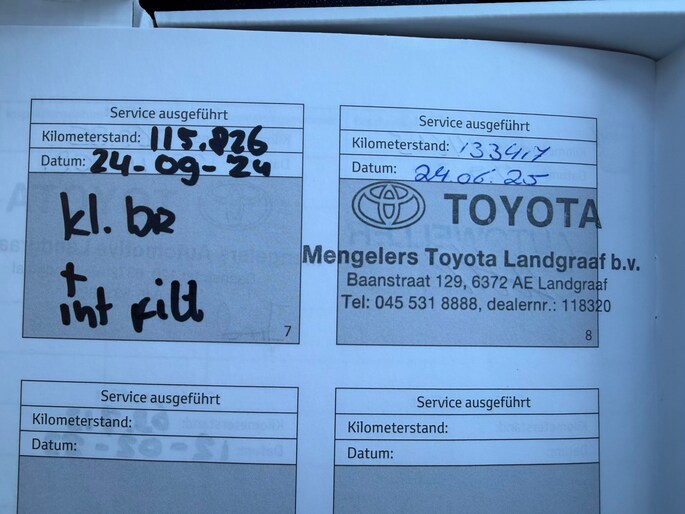 Service ausgeführt
Kilometerstand: 115.826
Datum: 24-09-24
kl. br
+
int filt
7
Service ausgeführt
Kilometerstand:
Datum: 24.06.25
TOYOTA
Mengelers Toyota Landgraaf b.v.
Baanstraat 129, 6372 AE Landgraaf
Tel: 045 531 8888, dealernr.: 118320
8
Service ausgeführt
Kilometerstand:
Datum:
Service ausgeführt
Kilometerstand:
Datum: